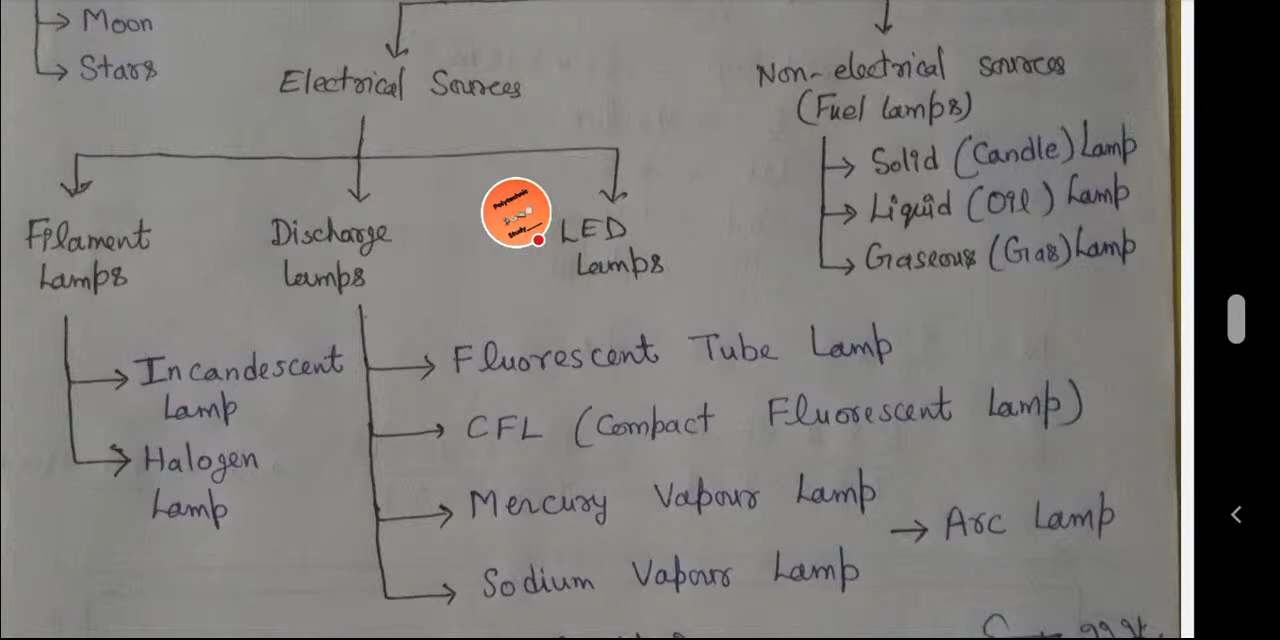 Moon
Stars
Electrical Sources
Non-electrical sources
(Fuel lamps)
Solid (Candle) Lamp
Liquid (Oil) Lamp
Gaseous (Gas) Lamp
Filament
Lamps
Discharge
Lamps
Polytechnic
Study
LED
Lamps
Incandescent
Lamp
Halogen
Lamp
Fluorescent Tube Lamp
CFL (Compact Fluorescent Lamp)
Mercury Vapour Lamp
Arc Lamp
Sodium Vapour Lamp